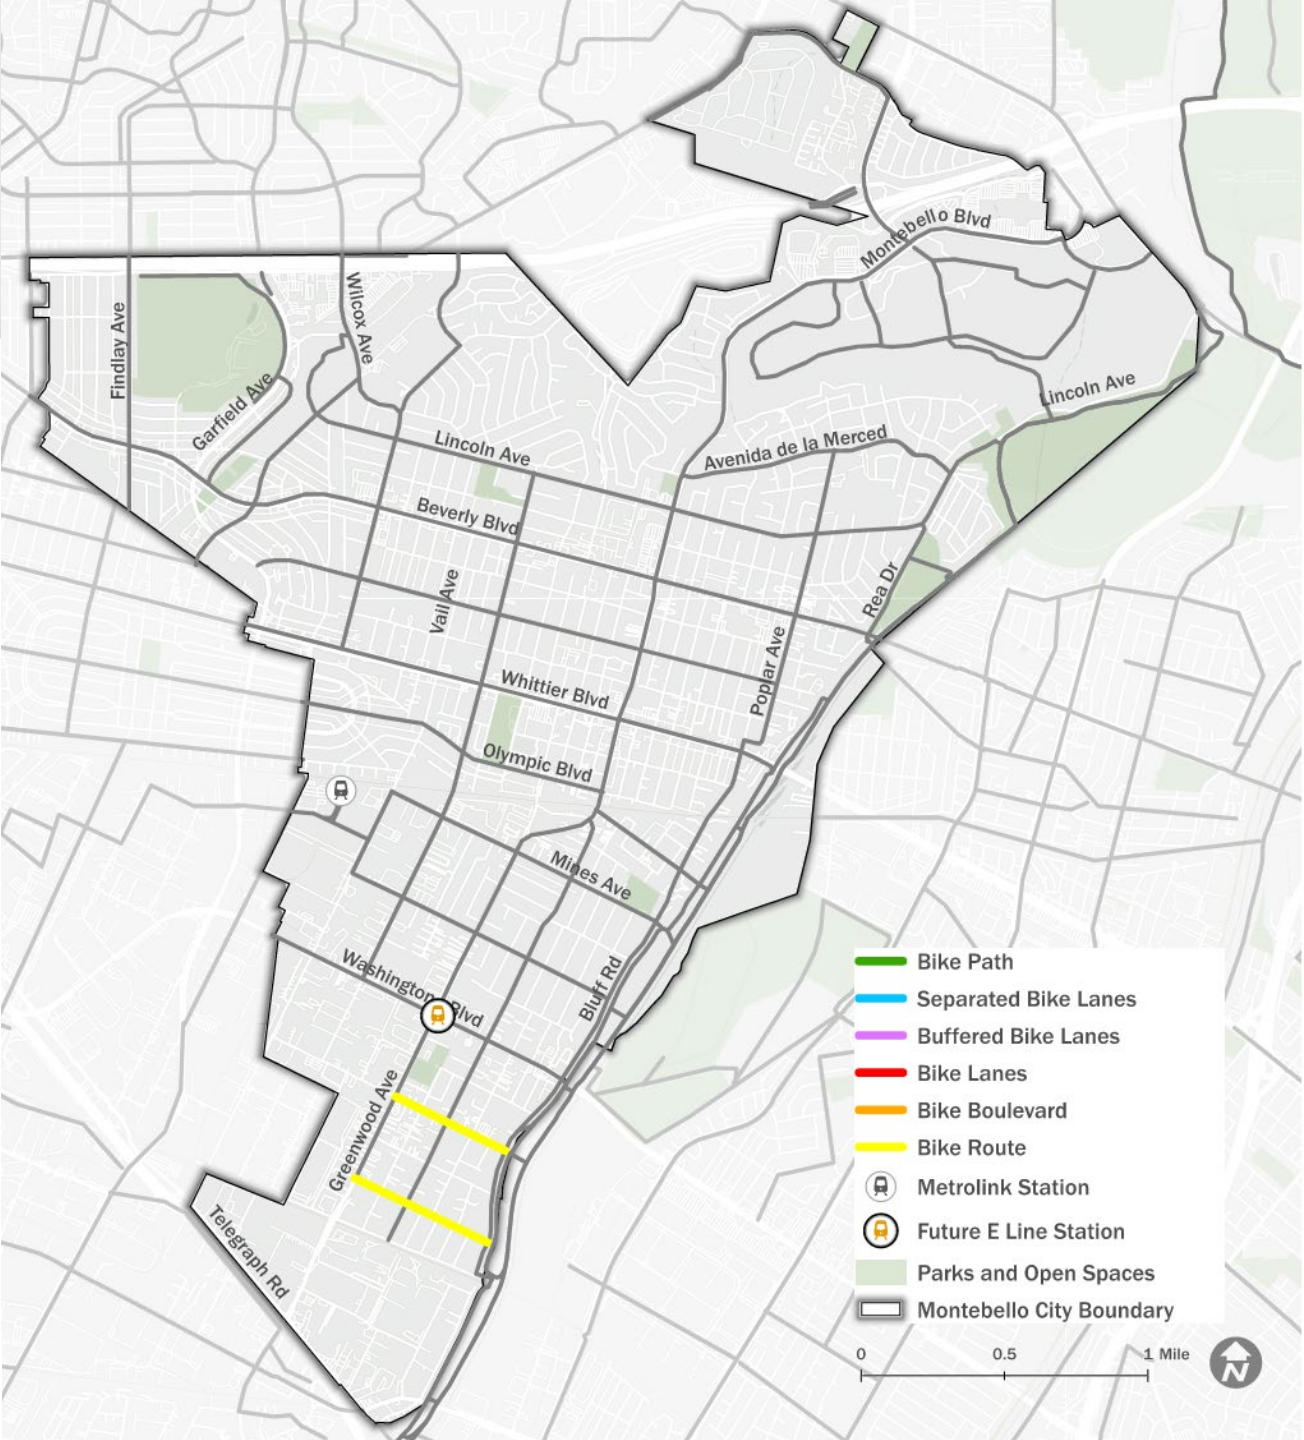 Montebello Blvd
Wilcox Ave
Findlay Ave
Garfield Ave
Lincoln Ave
Lincoln Ave
Avenida de la Merced
Beverly Blvd
Vail Ave
Rea Dr
Poplar Ave
Whittier Blvd
Olympic Blvd
Mines Ave
Washington Blvd
Bluff Rd
Greenwood Ave
Telegraph Rd
Bike Path
Separated Bike Lanes
Buffered Bike Lanes
Bike Lanes
Bike Boulevard
Bike Route
Metrolink Station
Future E Line Station
Parks and Open Spaces
Montebello City Boundary
0 0.5 1 Mile
N